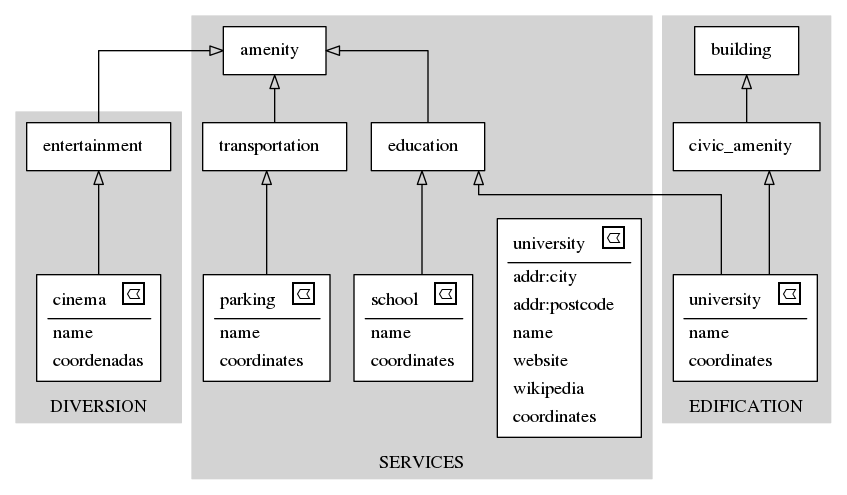 amenity
building
entertainment
transportation
education
civic_amenity
university
addr:city
addr:postcode
name
website
wikipedia
coordinates
cinema
name
coordenadas
parking
name
coordinates
school
name
coordinates
university
name
coordinates
DIVERSION
EDIFICATION
SERVICES